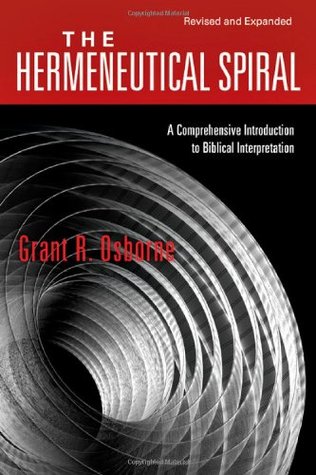 Revised and Expanded
THE
HERMENEUTICAL SPIRAL
A Comprehensive Introduction
to Biblical Interpretation
Grant R. Osborne